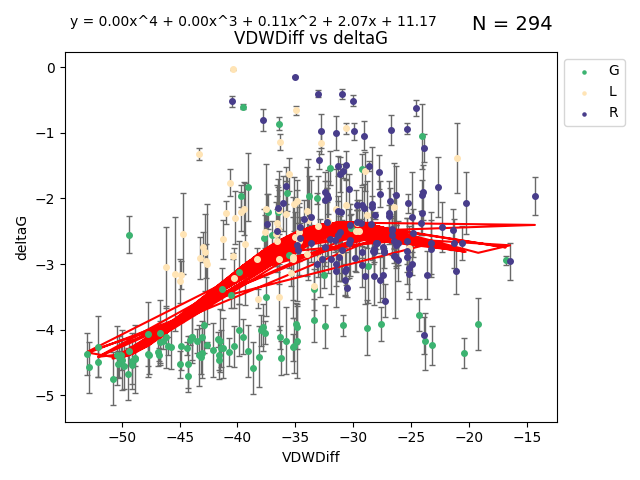 y = 0.00x^4 + 0.00x^3 + 0.11x^2 + 2.07x + 11.17
N = 294
VDWDiff vs deltaG
G
L
R
0
−1
−2
−3
−4
−5
deltaG
−50 −45 −40 −35 −30 −25 −20 −15
VDWDiff